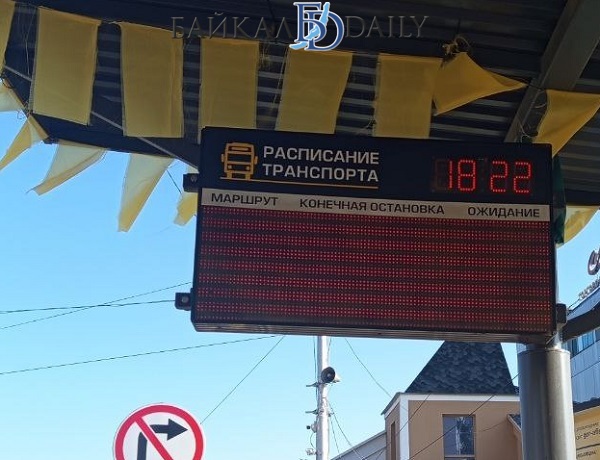 БАЙКАЛ DAILY
РАСПИСАНИЕ
ТРАНСПОРТА
18 22
МАРШРУТ КОНЕЧНАЯ ОСТАНОВКА ОЖИДАНИЕ